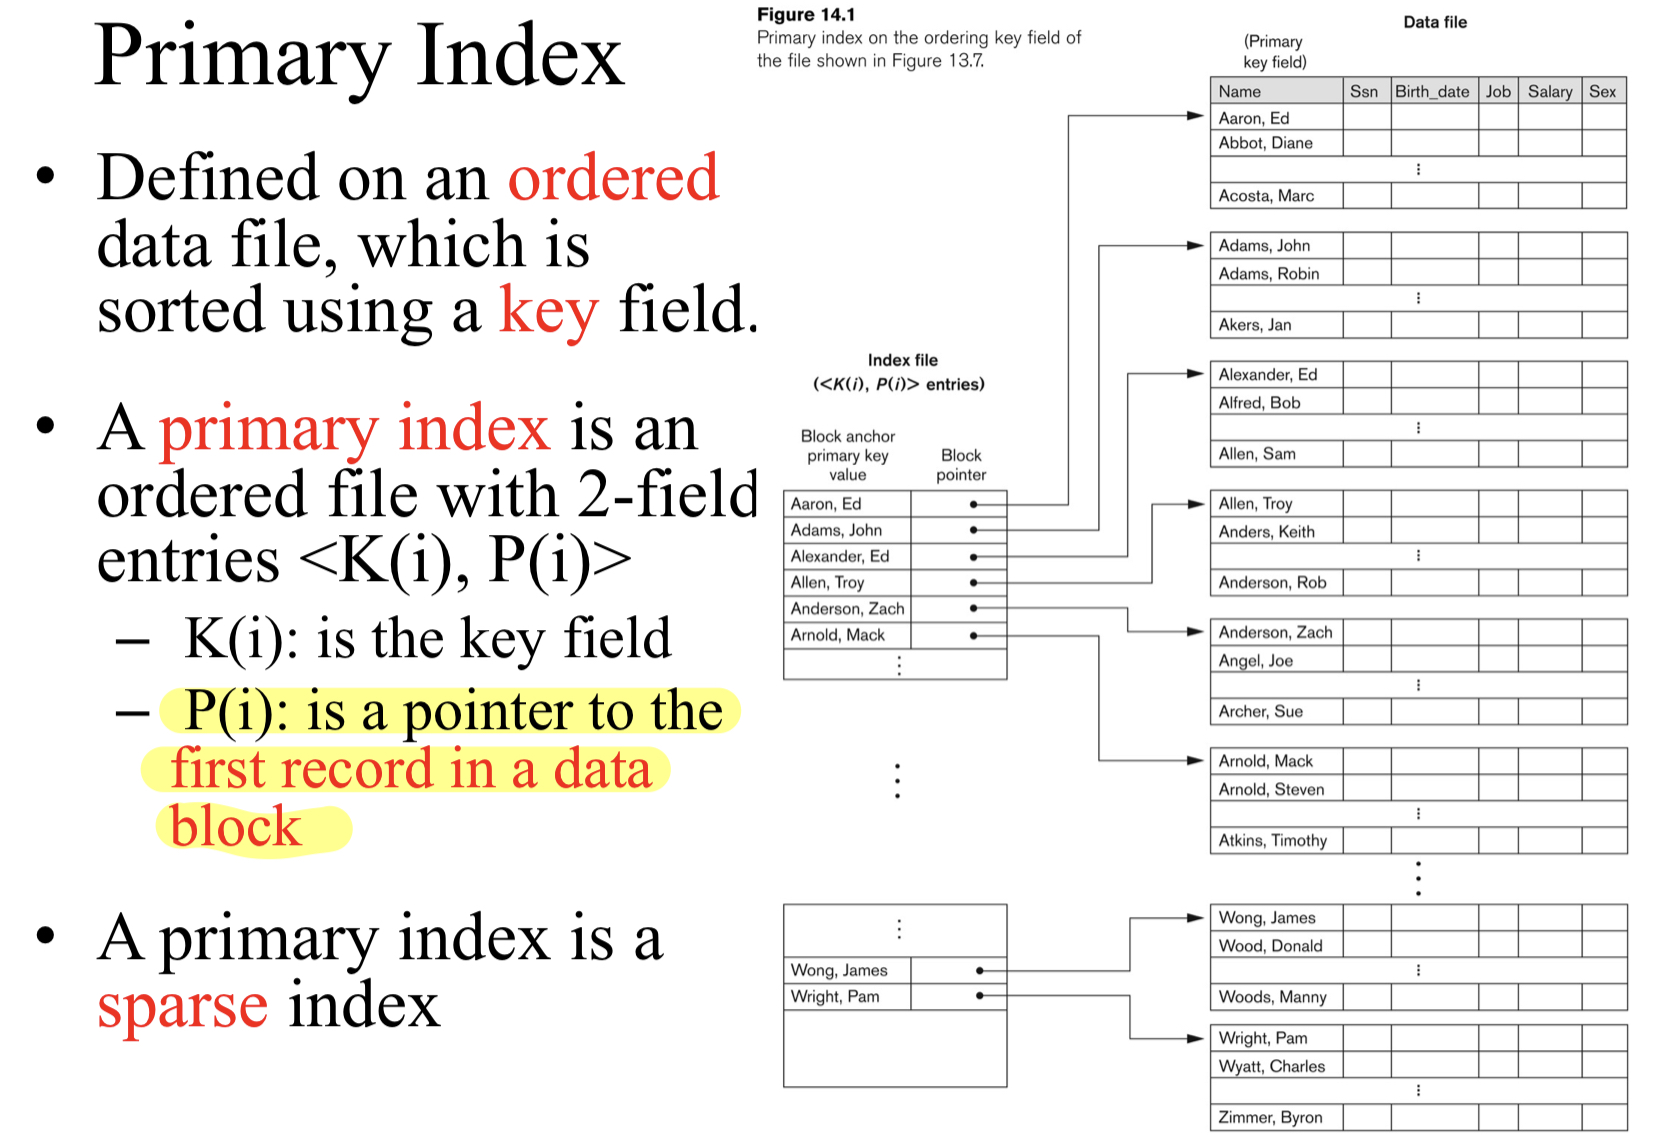 Primary Index
• Defined on an ordered
data file, which is
sorted using a key field.
• A primary index is an
ordered file with 2-field
entries <K(i), P(i)>
– K(i): is the key field
– P(i): is a pointer to the
first record in a data
block
• A primary index is a
sparse index
Figure 14.1
Primary index on the ordering key field of
the file shown in Figure 13.7.
Index file
(<K(i), P(i)> entries)
Block anchor
primary key
value
Block
pointer
Aaron, Ed
Adams, John
Alexander, Ed
Allen, Troy
Anderson, Zach
Arnold, Mack
⋮
⋮
⋮
Wong, James
Wright, Pam
Data file
(Primary
key field)
Name Ssn Birth_date Job Salary Sex
Aaron, Ed
Abbot, Diane
⋮
Acosta, Marc
Adams, John
Adams, Robin
⋮
Akers, Jan
Alexander, Ed
Alfred, Bob
⋮
Allen, Sam
Allen, Troy
Anders, Keith
⋮
Anderson, Rob
Anderson, Zach
Angel, Joe
⋮
Archer, Sue
Arnold, Mack
Arnold, Steven
⋮
Atkins, Timothy
⋮
Wong, James
Wood, Donald
⋮
Woods, Manny
Wright, Pam
Wyatt, Charles
⋮
Zimmer, Byron